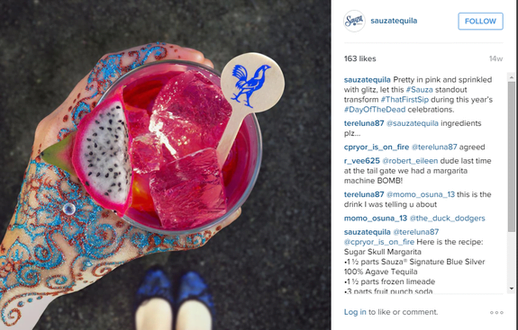 Sauza
sauzatequila
FOLLOW
163 likes
14w
sauzatequila Pretty in pink and sprinkled
with glitz, let this #Sauza standout
transform #ThatFirstSip during this year's
#DayOfTheDead celebrations.
tereluna87 @sauzatequila ingredients
plz...
cpryor_is_on_fire @tereluna87 agreed
r_vee625 @robert_eileen dude last time
at the tail gate we had a margarita
machine BOMB!
tereluna87 @momo_osuna_13 this is the
drink I was telling u about
momo_osuna_13 @the_duck_dodgers
sauzatequila @tereluna87
@cpryor_is_on_fire Here is the recipe:
Sugar Skull Margarita
•1 ½ parts Sauza® Signature Blue Silver
100% Agave Tequila
•1 ½ parts frozen limeade
•3 parts fruit punch soda
Log in to like or comment.